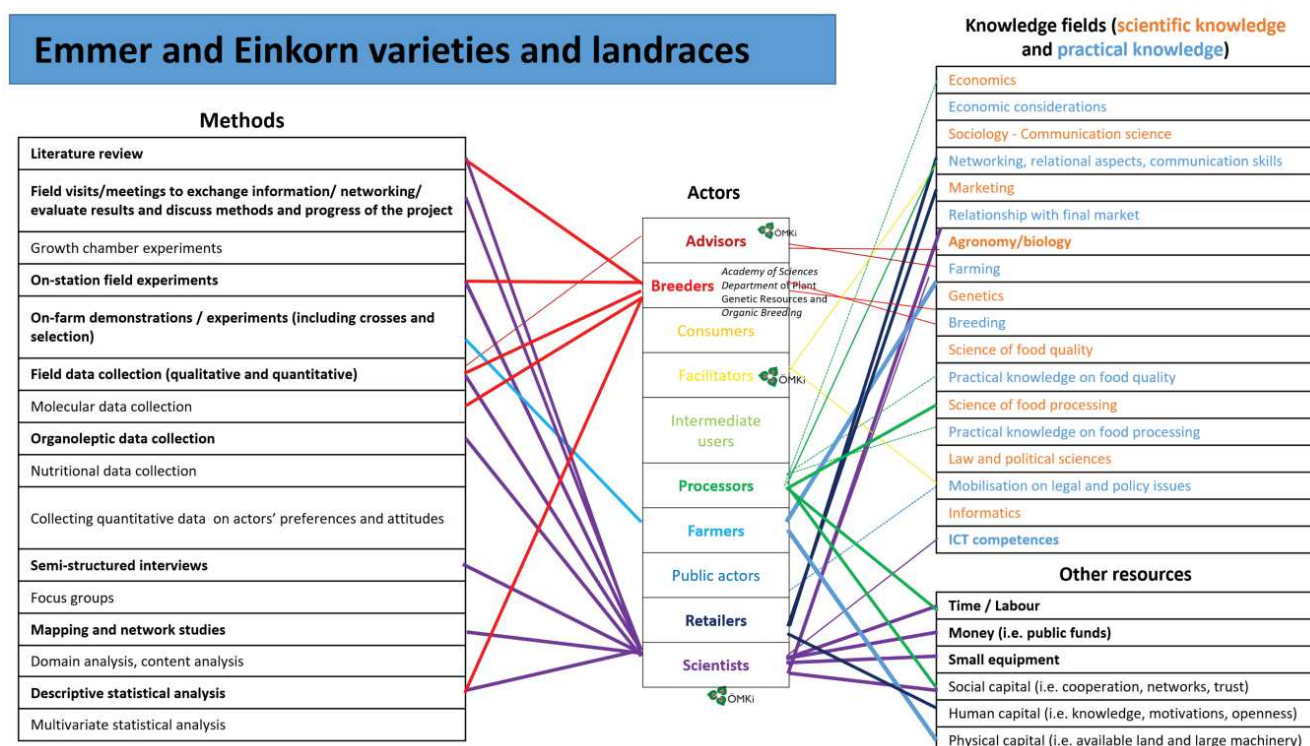 Emmer and Einkorn varieties and landraces
Methods
Literature review
Field visits/meetings to exchange information/ networking/
evaluate results and discuss methods and progress of the project
Growth chamber experiments
On-station field experiments
On-farm demonstrations / experiments (including crosses and
selection)
Field data collection (qualitative and quantitative)
Molecular data collection
Organoleptic data collection
Nutritional data collection
Collecting quantitative data on actors' preferences and attitudes
Semi-structured interviews
Focus groups
Mapping and network studies
Domain analysis, content analysis
Descriptive statistical analysis
Multivariate statistical analysis
Actors
Advisors
ÖMKi
Breeders
Academy of Sciences
Department of Plant
Genetic Resources and
Organic Breeding
Consumers
Facilitators
ÖMKi
Intermediate
users
Processors
Farmers
Public actors
Retailers
Scientists
ÖMKi
Knowledge fields (scientific knowledge
and practical knowledge)
Economics
Economic considerations
Sociology - Communication science
Networking, relational aspects, communication skills
Marketing
Relationship with final market
Agronomy/biology
Farming
Genetics
Breeding
Science of food quality
Practical knowledge on food quality
Science of food processing
Practical knowledge on food processing
Law and political sciences
Mobilisation on legal and policy issues
Informatics
ICT competences
Other resources
Time / Labour
Money (i.e. public funds)
Small equipment
Social capital (i.e. cooperation, networks, trust)
Human capital (i.e. knowledge, motivations, openness)
Physical capital (i.e. available land and large machinery)